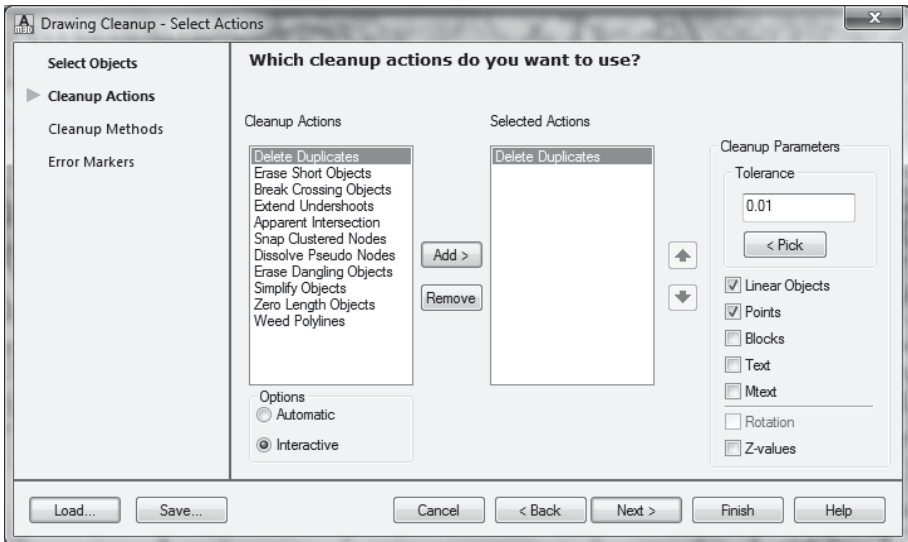 Drawing Cleanup - Select Actions
Select Objects
Cleanup Actions
Cleanup Methods
Error Markers
Which cleanup actions do you want to use?
Cleanup Actions
Delete Duplicates
Erase Short Objects
Break Crossing Objects
Extend Undershoots
Apparent Intersection
Snap Clustered Nodes
Dissolve Pseudo Nodes
Erase Dangling Objects
Simplify Objects
Zero Length Objects
Weed Polylines
Options
Automatic
Interactive
Add >
Remove
Selected Actions
Delete Duplicates
Cleanup Parameters
Tolerance
0.01
< Pick
Linear Objects
Points
Blocks
Text
Mtext
Rotation
Z-values
Load...
Save...
Cancel
< Back
Next >
Finish
Help